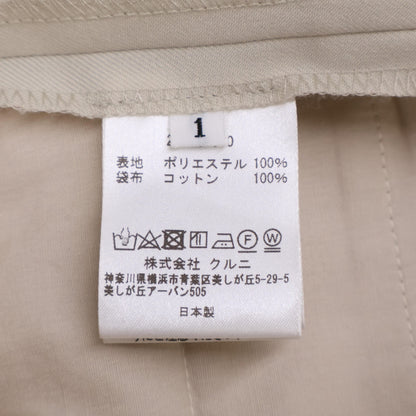 1
表地 ポリエステル 100%
袋布 コットン 100%
F W
株式会社 クルニ
神奈川県横浜市青葉区美しが丘5-29-5
美しが丘アーバン505
日本製